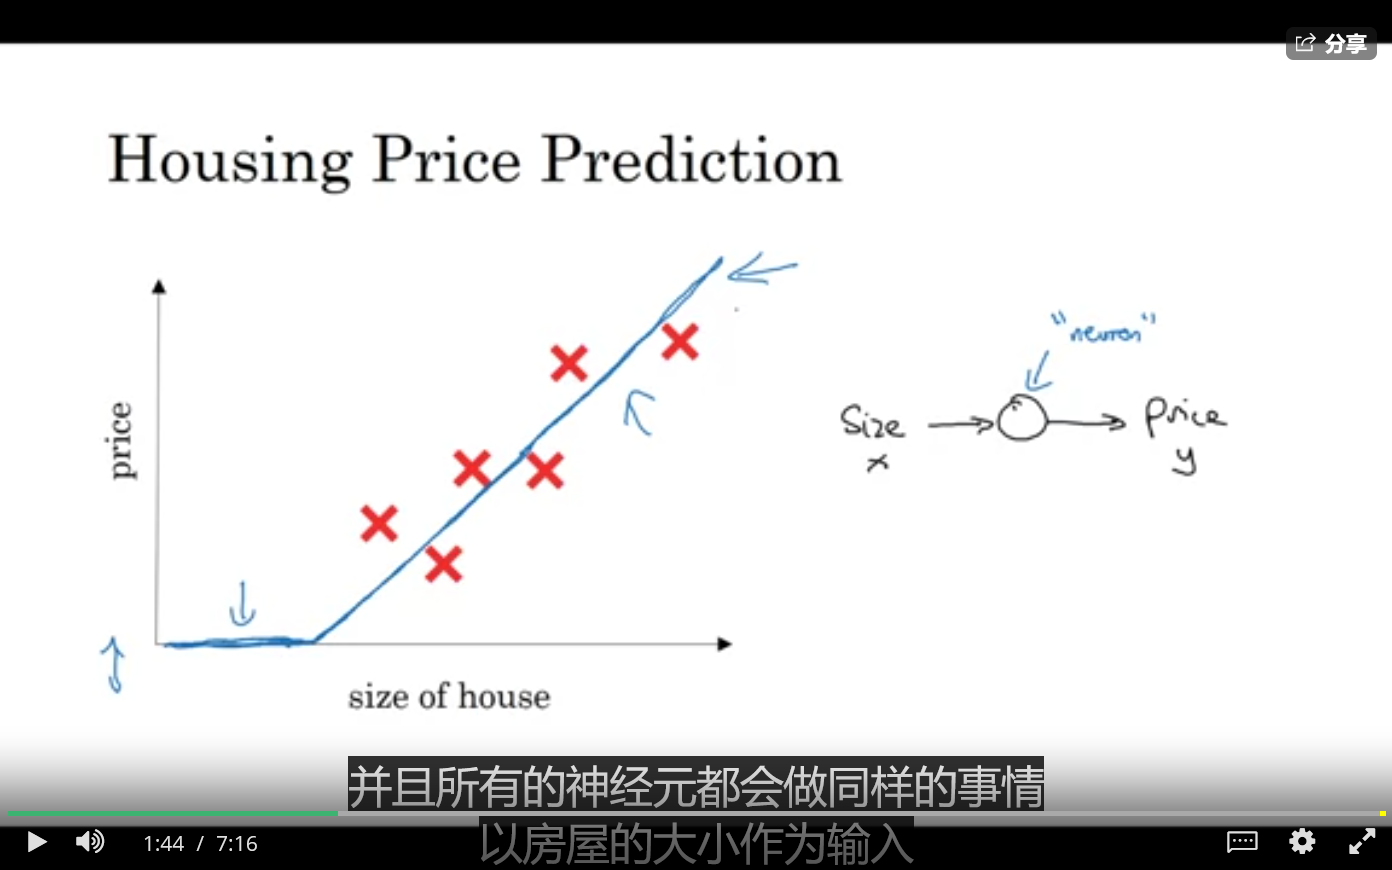 分享
Housing Price Prediction
"neuron"
price
Size
Price
x
y
size of house
并且所有的神经元都会做同样的事情
以房屋的大小作为输入
1:44 / 7:16